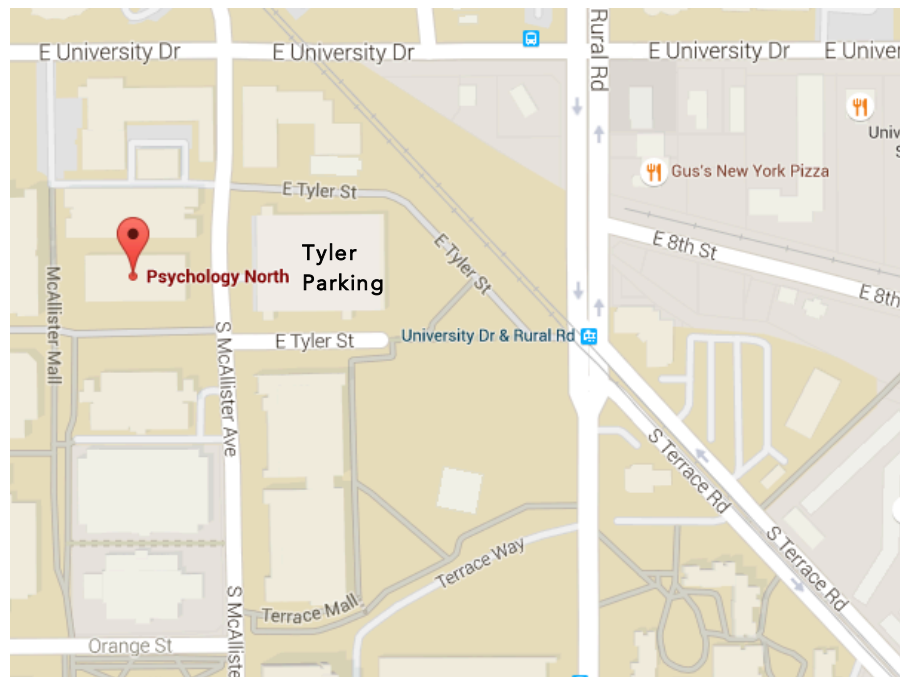 E University Dr
E University Dr
E University Dr
E Univer
Rural Rd
Univ
S
Gus's New York Pizza
E Tyler St
Tyler
Parking
E 8th St
E Tyler St
Psychology North
E 8th
McAllister Mall
S McAllister Ave
E Tyler St
University Dr & Rural Rd
S Terrace Rd
S Terrace Rd
Terrace Way
S McAlliste
Terrace Mall
Orange St